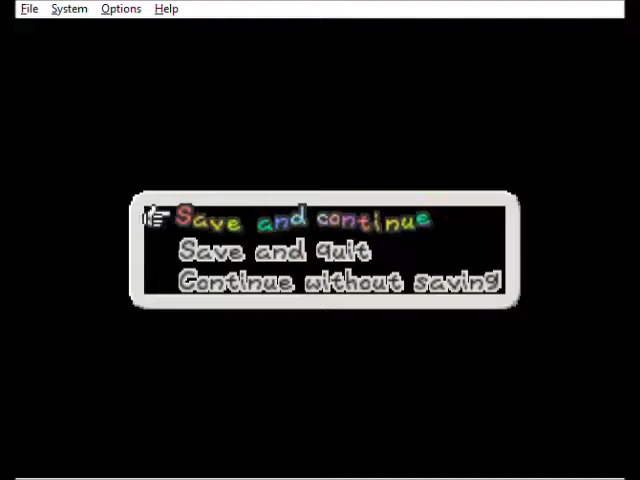 File System Options Help
Save and continue
Save and quit
Continue without saving